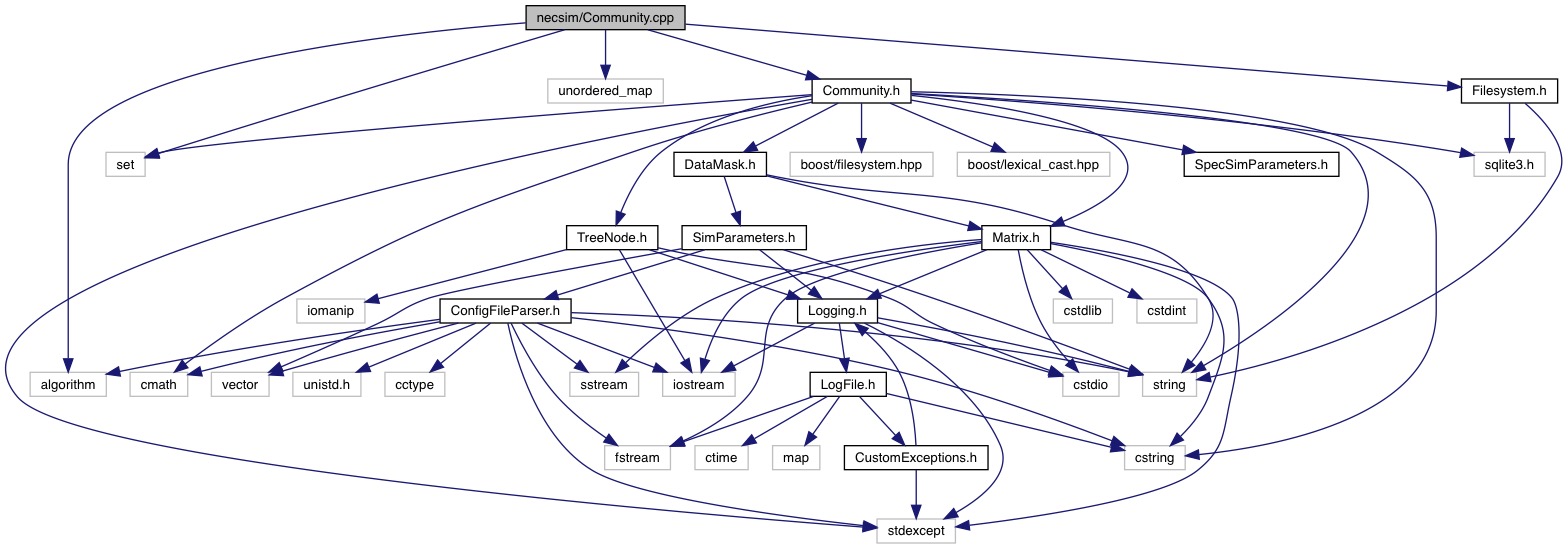 necsim/Community.cpp
unordered_map
Community.h
Filesystem.h
set
DataMask.h
boost/filesystem.hpp
boost/lexical_cast.hpp
SpecSimParameters.h
sqlite3.h
TreeNode.h
SimParameters.h
Matrix.h
iomanip
ConfigFileParser.h
Logging.h
cstdlib
cstdint
algorithm
cmath
vector
unistd.h
cctype
sstream
iostream
LogFile.h
cstdio
string
fstream
ctime
map
CustomExceptions.h
cstring
stdexcept